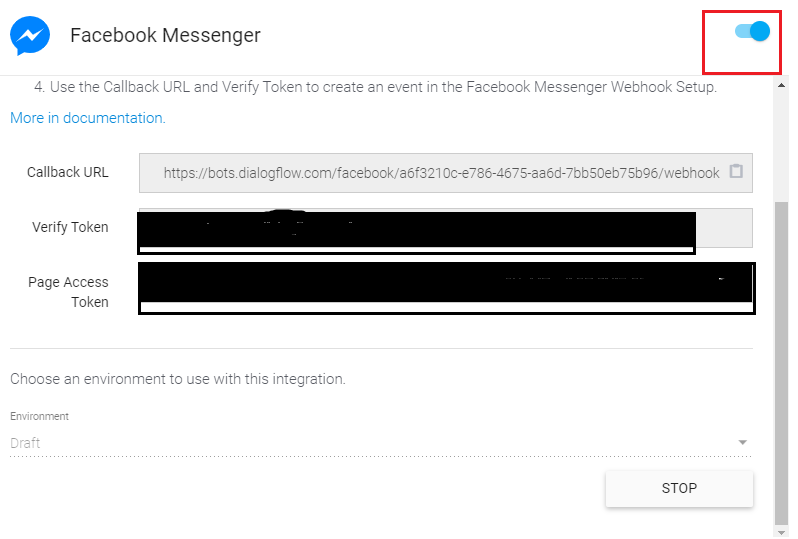 Facebook Messenger
4. Use the Callback URL and Verify Token to create an event in the Facebook Messenger Webhook Setup.
More in documentation.
Callback URL
https://bots.dialogflow.com/facebook/a6f3210c-e786-4675-aa6d-7bb50eb75b96/webhook
Verify Token
Page Access
Token
Choose an environment to use with this integration.
Environment
Draft
STOP